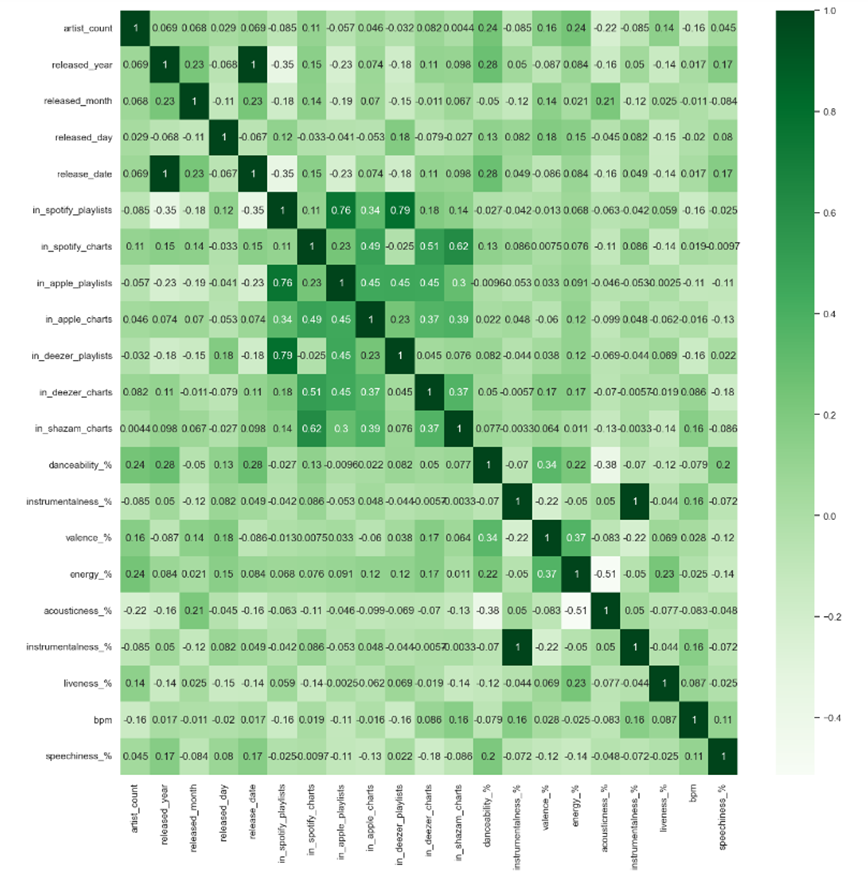 artist_count 1 0.069 0.068 0.029 0.069 -0.085 0.11 -0.057 0.046 -0.032 0.082 0.0044 0.24 -0.085 0.16 0.24 -0.22 -0.085 0.14 -0.16 0.045
released_year 0.069 1 0.23 -0.068 1 -0.35 0.15 -0.23 0.074 -0.18 0.11 0.098 0.28 0.05 -0.087 0.084 -0.16 0.05 -0.14 0.017 0.17
released_month 0.068 0.23 1 -0.11 0.23 -0.18 0.14 -0.19 0.07 -0.15 -0.011 0.067 -0.05 -0.12 0.14 0.021 0.21 -0.12 0.025 -0.011 -0.084
released_day 0.029 -0.068 -0.11 1 -0.067 0.12 -0.033 -0.041 -0.053 0.18 -0.079 -0.027 0.13 0.082 0.18 0.15 -0.045 0.082 -0.15 -0.02 0.08
release_date 0.069 1 0.23 -0.067 1 -0.35 0.15 -0.23 0.074 -0.18 0.11 0.098 0.28 0.049 -0.086 0.084 -0.16 0.049 -0.14 0.017 0.17
in_spotify_playlists -0.085 -0.35 -0.18 0.12 -0.35 1 0.11 0.76 0.34 0.79 0.18 0.14 -0.027 -0.042 -0.013 0.068 -0.063 -0.042 0.059 -0.16 -0.025
in_spotify_charts 0.11 0.15 0.14 -0.033 0.15 0.11 1 0.23 0.49 -0.025 0.51 0.62 0.13 0.086 0.0075 0.076 -0.11 0.086 -0.14 0.019 -0.0097
in_apple_playlists -0.057 -0.23 -0.19 -0.041 -0.23 0.76 0.23 1 0.45 0.45 0.45 0.3 -0.0096 -0.053 0.033 0.091 -0.046 -0.053 -0.0025 -0.11 -0.11
in_apple_charts 0.046 0.074 0.07 -0.053 0.074 0.34 0.49 0.45 1 0.23 0.37 0.39 0.022 0.048 -0.06 0.12 -0.099 0.048 -0.062 -0.016 -0.13
in_deezer_playlists -0.032 -0.18 -0.15 0.18 -0.18 0.79 -0.025 0.45 0.23 1 0.045 0.076 0.082 -0.044 0.038 0.12 -0.069 -0.044 0.069 -0.16 0.022
in_deezer_charts 0.082 0.11 -0.011 -0.079 0.11 0.18 0.51 0.45 0.37 0.045 1 0.37 0.05 -0.0057 0.17 0.17 -0.07 -0.0057 -0.019 0.086 -0.18
in_shazam_charts 0.0044 0.098 0.067 -0.027 0.098 0.14 0.62 0.3 0.39 0.076 0.37 1 0.077 -0.0033 0.064 0.011 -0.13 -0.0033 -0.14 0.16 -0.086
danceability_% 0.24 0.28 -0.05 0.13 0.28 -0.027 0.13 -0.0096 0.022 0.082 0.05 0.077 1 -0.07 0.34 0.22 -0.38 -0.07 -0.12 -0.079 0.2
instrumentalness_% -0.085 0.05 -0.12 0.082 0.049 -0.042 0.086 -0.053 0.048 -0.044 -0.0057 -0.0033 -0.07 1 -0.22 -0.05 0.05 1 -0.044 0.16 -0.072
valence_% 0.16 -0.087 0.14 0.18 -0.086 -0.013 0.0075 0.033 -0.06 0.038 0.17 0.064 0.34 -0.22 1 0.37 -0.083 -0.22 0.069 0.028 -0.12
energy_% 0.24 0.084 0.021 0.15 0.084 0.068 0.076 0.091 0.12 0.12 0.17 0.011 0.22 -0.05 0.37 1 -0.51 -0.05 0.23 -0.025 -0.14
acousticness_% -0.22 -0.16 0.21 -0.045 -0.16 -0.063 -0.11 -0.046 -0.099 -0.069 -0.07 -0.13 -0.38 0.05 -0.083 -0.51 1 0.05 -0.077 -0.083 -0.048
instrumentalness_% -0.085 0.05 -0.12 0.082 0.049 -0.042 0.086 -0.053 0.048 -0.044 -0.0057 -0.0033 -0.07 1 -0.22 -0.05 0.05 1 -0.044 0.16 -0.072
liveness_% 0.14 -0.14 0.025 -0.15 -0.14 0.059 -0.14 -0.0025 -0.062 0.069 -0.019 -0.14 -0.12 -0.044 0.069 0.23 -0.077 -0.044 1 0.087 -0.025
bpm -0.16 0.017 -0.011 -0.02 0.017 -0.16 0.019 -0.11 -0.016 -0.16 0.086 0.16 -0.079 0.16 0.028 -0.025 -0.083 0.16 0.087 1 0.11
speechiness_% 0.045 0.17 -0.084 0.08 0.17 -0.025 -0.0097 -0.11 -0.13 0.022 -0.18 -0.086 0.2 -0.072 -0.12 -0.14 -0.048 -0.072 -0.025 0.11 1
artist_count
released_year
released_month
released_day
release_date
in_spotify_playlists
in_spotify_charts
in_apple_playlists
in_apple_charts
in_deezer_playlists
in_deezer_charts
in_shazam_charts
danceability_%
instrumentalness_%
valence_%
energy_%
acousticness_%
instrumentalness_%
liveness_%
bpm
speechiness_%
1.0
0.8
0.6
0.4
0.2
0.0
-0.2
-0.4